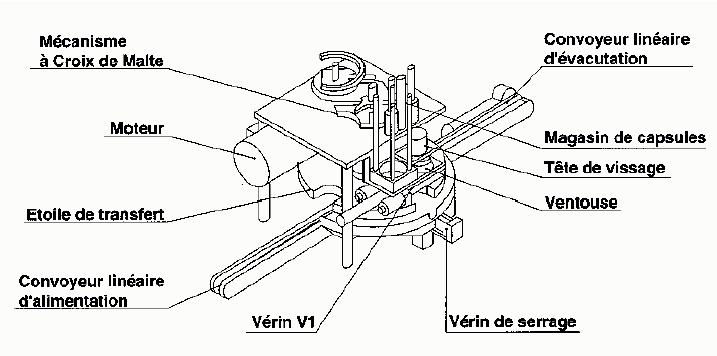 Mécanisme
à Croix de Malte
Convoyeur linéaire
d'évacutation
Moteur
Magasin de capsules
Tête de vissage
Ventouse
Etoile de transfert
Convoyeur linéaire
d'alimentation
Vérin V1
Vérin de serrage